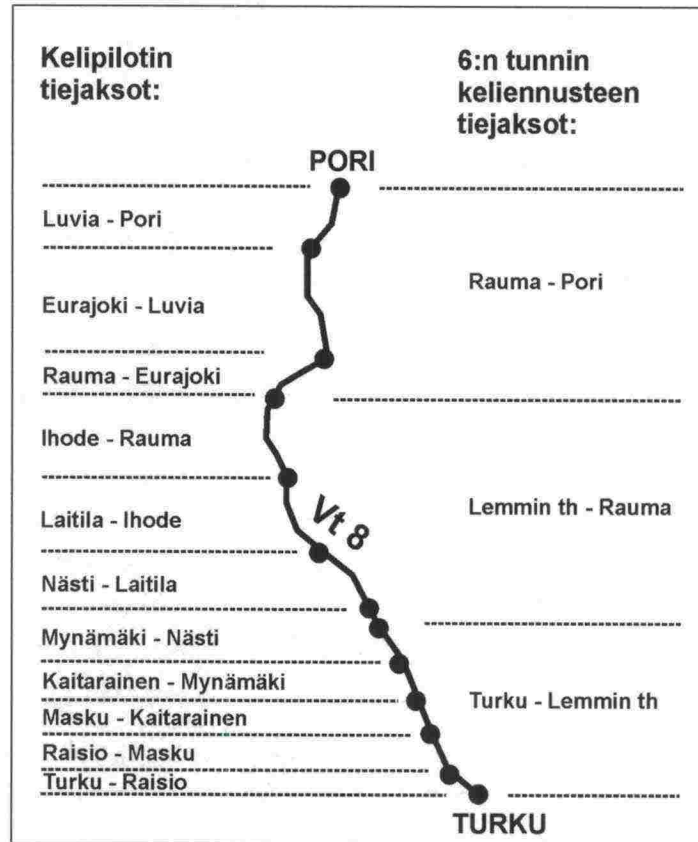 Kelipilotin
tiejaksot:
6:n tunnin
keliennusteen
tiejaksot:
PORI
Luvia - Pori
Eurajoki - Luvia
Rauma - Pori
Rauma - Eurajoki
Ihode - Rauma
Laitila - Ihode
Vt 8
Lemmin th - Rauma
Nästi - Laitila
Mynämäki - Nästi
Kaitarainen - Mynämäki
Turku - Lemmin th
Masku - Kaitarainen
Raisio - Masku
Turku - Raisio
TURKU